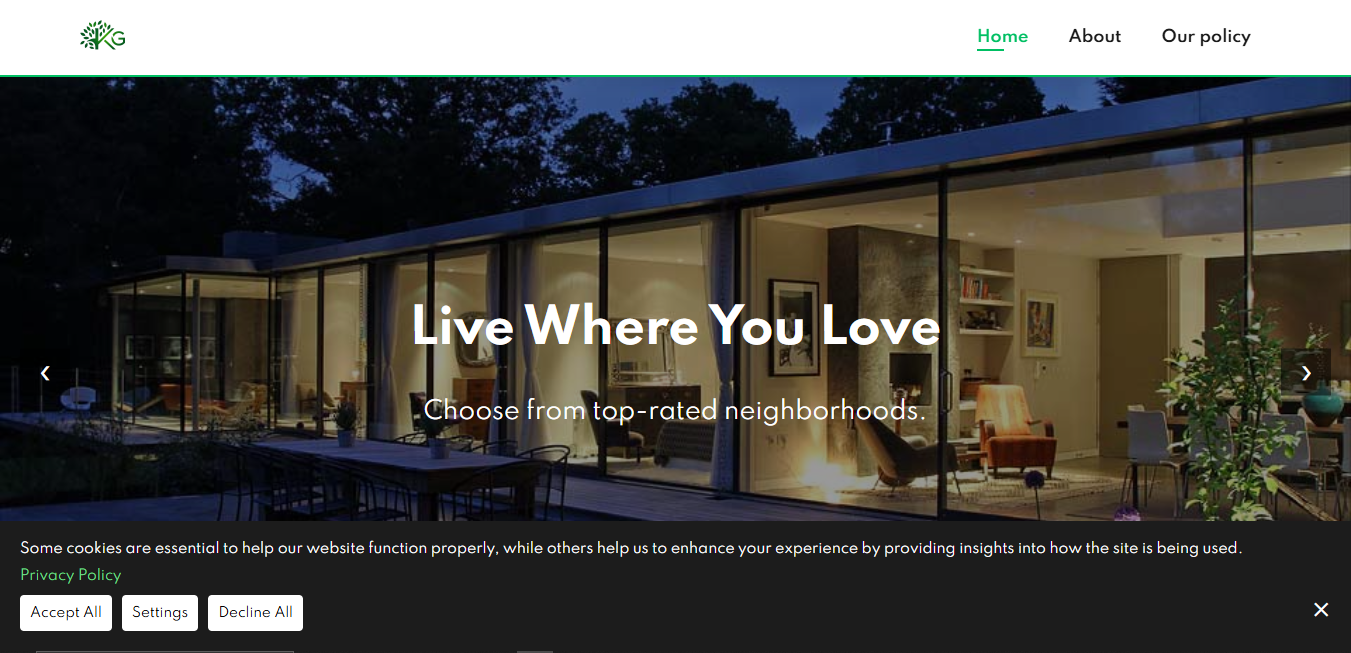 KG
Home
About
Our policy
Live Where You Love
Choose from top-rated neighborhoods.
Some cookies are essential to help our website function properly, while others help us to enhance your experience by providing insights into how the site is being used.
Privacy Policy
Accept All
Settings
Decline All